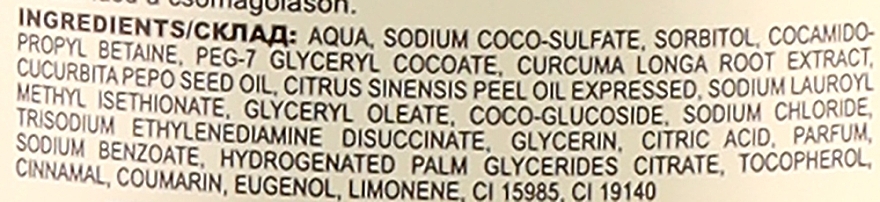 csomagoláson.
INGREDIENTS/СКЛАД: AQUA, SODIUM COCO-SULFATE, SORBITOL, COCAMIDO-
PROPYL BETAINE, PEG-7 GLYCERYL COCOATE, CURCUMA LONGA ROOT EXTRACT,
CUCURBITA PEPO SEED OIL, CITRUS SINENSIS PEEL OIL EXPRESSED, SODIUM LAUROYL
METHYL ISETHIONATE, GLYCERYL OLEATE, COCO-GLUCOSIDE, SODIUM CHLORIDE,
TRISODIUM ETHYLENEDIAMINE DISUCCINATE, GLYCERIN, CITRIC ACID, PARFUM,
SODIUM BENZOATE, HYDROGENATED PALM GLYCERIDES CITRATE, TOCOPHEROL,
CINNAMAL, COUMARIN, EUGENOL, LIMONENE, CI 15985, CI 19140